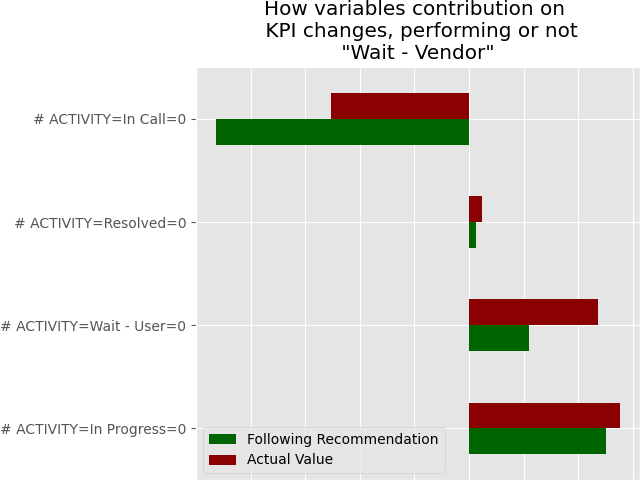 How variables contribution on
KPI changes, performing or not
"Wait - Vendor"
# ACTIVITY=In Call=0
# ACTIVITY=Resolved=0
# ACTIVITY=Wait - User=0
# ACTIVITY=In Progress=0
Following Recommendation
Actual Value